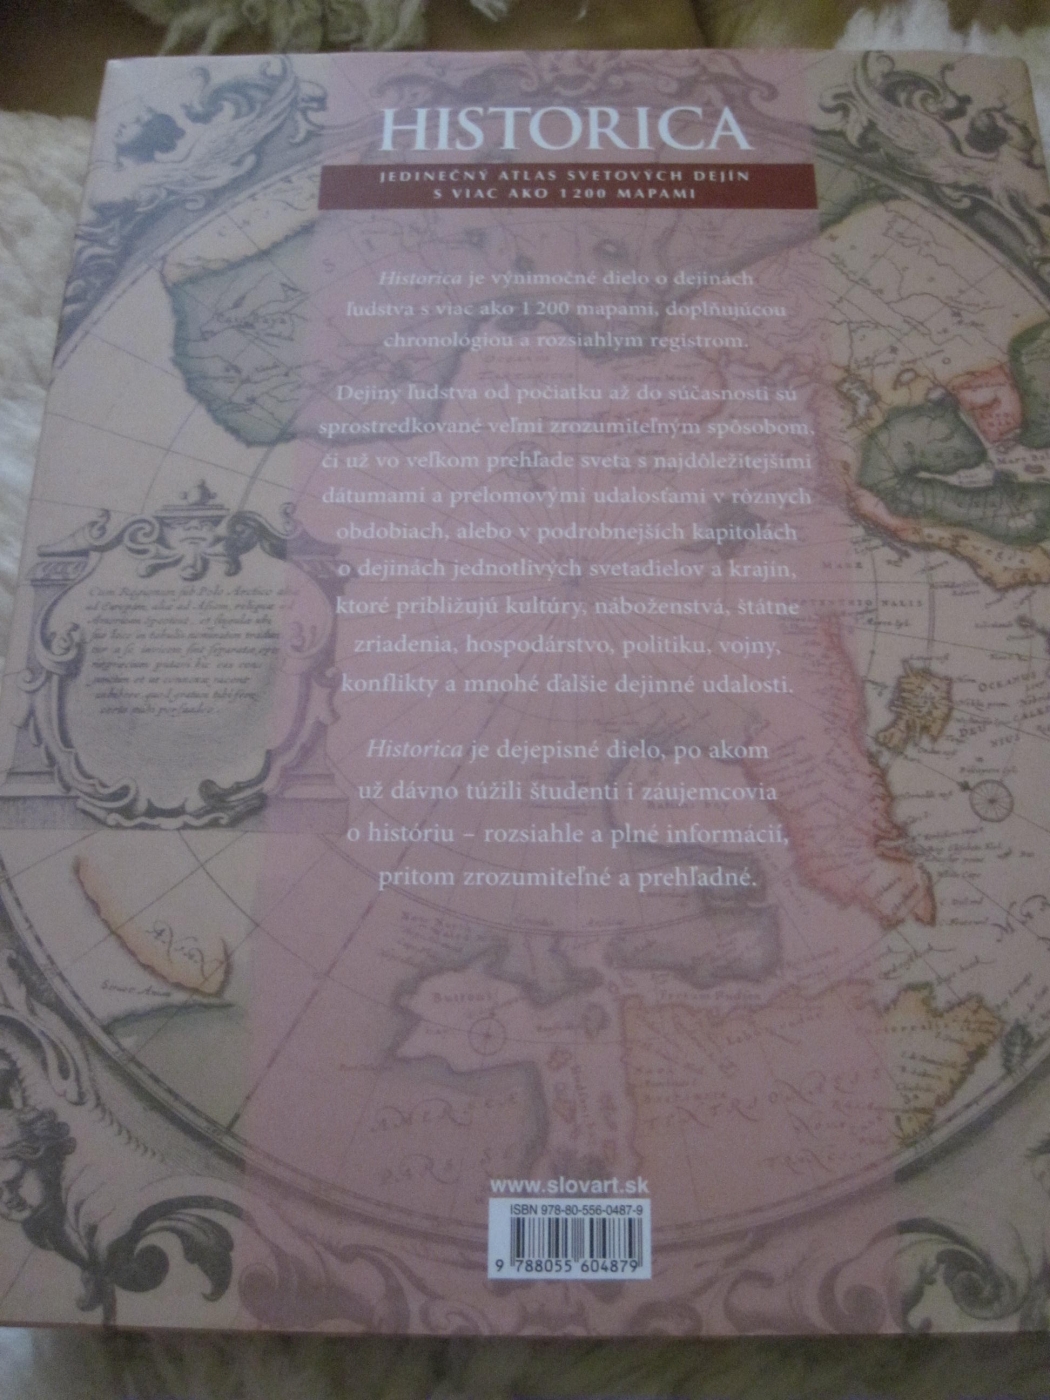 HISTORICA
JEDINEČNÝ ATLAS SVETOVÝCH DEJÍN
S VIAC AKO 1200 MAPAMI
Historica je výnimočné dielo o dejinách
ľudstva s viac ako 1 200 mapami, doplňujúcou
chronológiou a rozsiahlym registrom.
Dejiny ľudstva od počiatku až do súčasnosti sú
sprostredkované veľmi zrozumiteľným spôsobom,
či už vo veľkom prehľade sveta s najdôležitejšími
dátumami a prelomovými udalosťami v rôznych
obdobiach, alebo v podrobnejších kapitolách
o dejinách jednotlivých svetadielov a krajín,
ktoré približujú kultúry, náboženstvá, štátne
zriadenia, hospodárstvo, politiku, vojny,
konflikty a mnohé ďalšie dejinné udalosti.
Historica je dejepisné dielo, po akom
už dávno túžili študenti i záujemcovia
o históriu – rozsiahle a plné informácií,
pritom zrozumiteľné a prehľadné.
www.slovart.sk
ISBN 978-80-556-0487-9
9 788055 604879